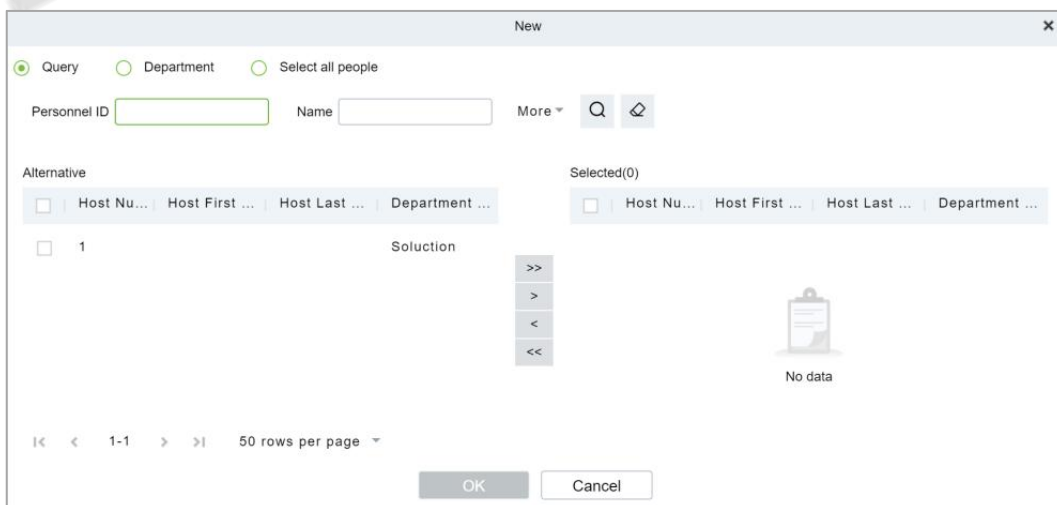 New
Query Department Select all people
Personnel ID Name More
Alternative Selected(0)
Host Nu... Host First ... Host Last ... Department ... Host Nu... Host First ... Host Last ... Department ...
1 Soluction
>>
>
<
<<
No data
1-1 50 rows per page
OK Cancel